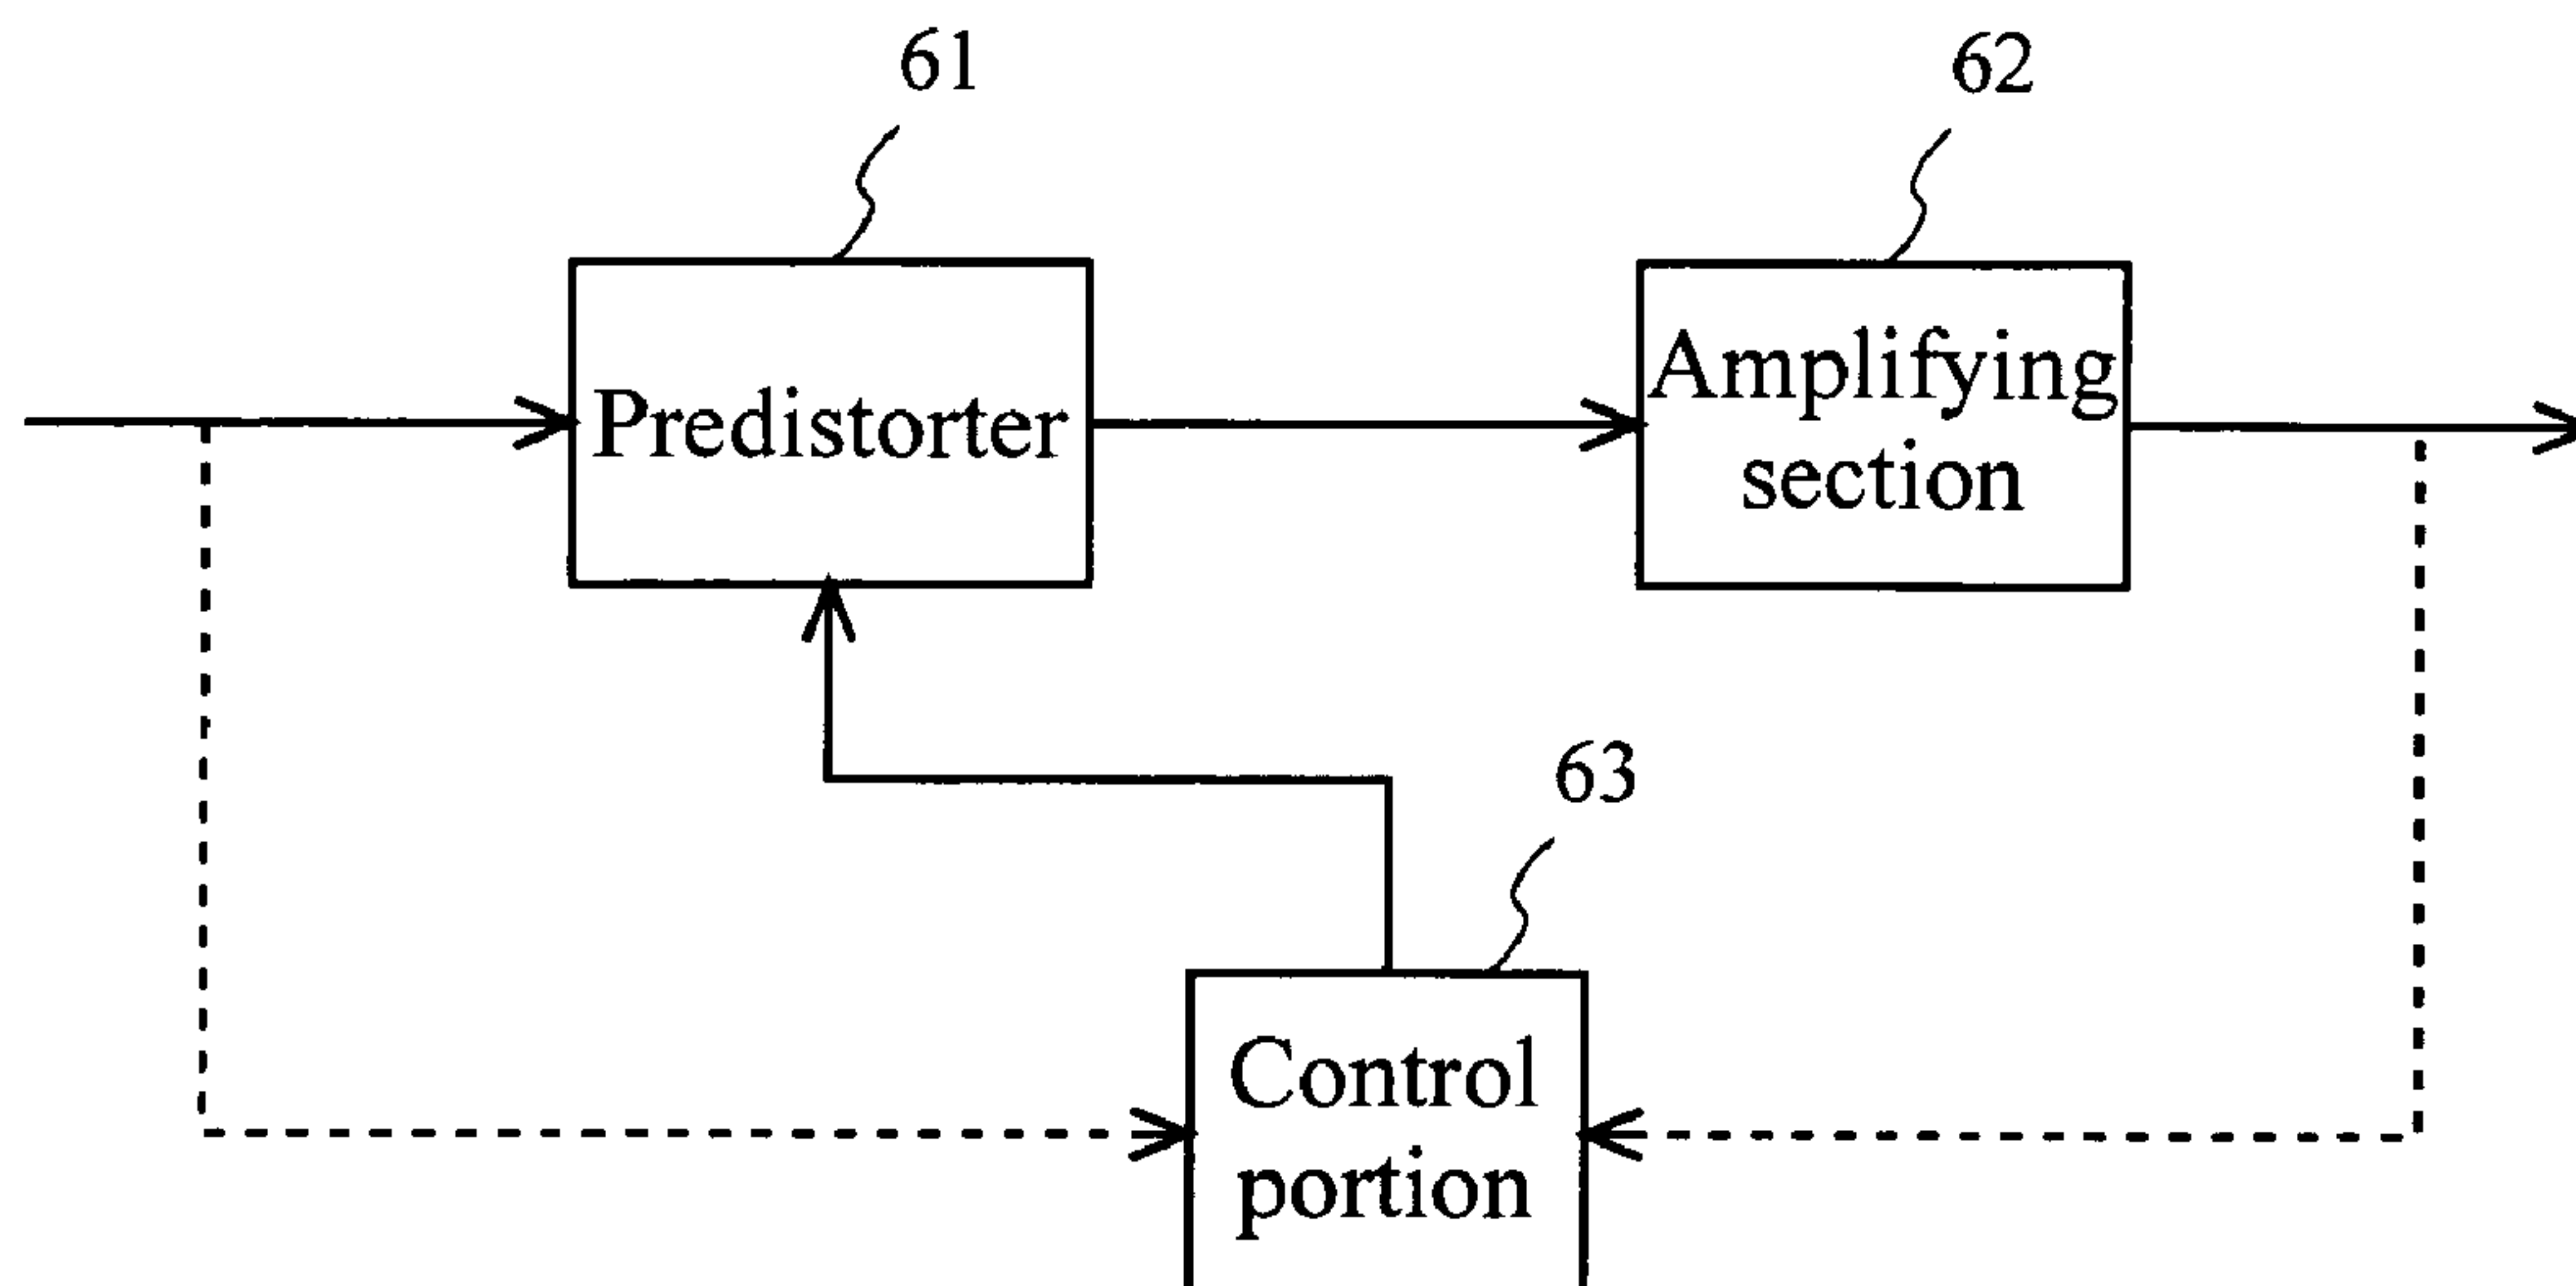 61
62
Predistorter
Amplifying
section
63
Control
portion